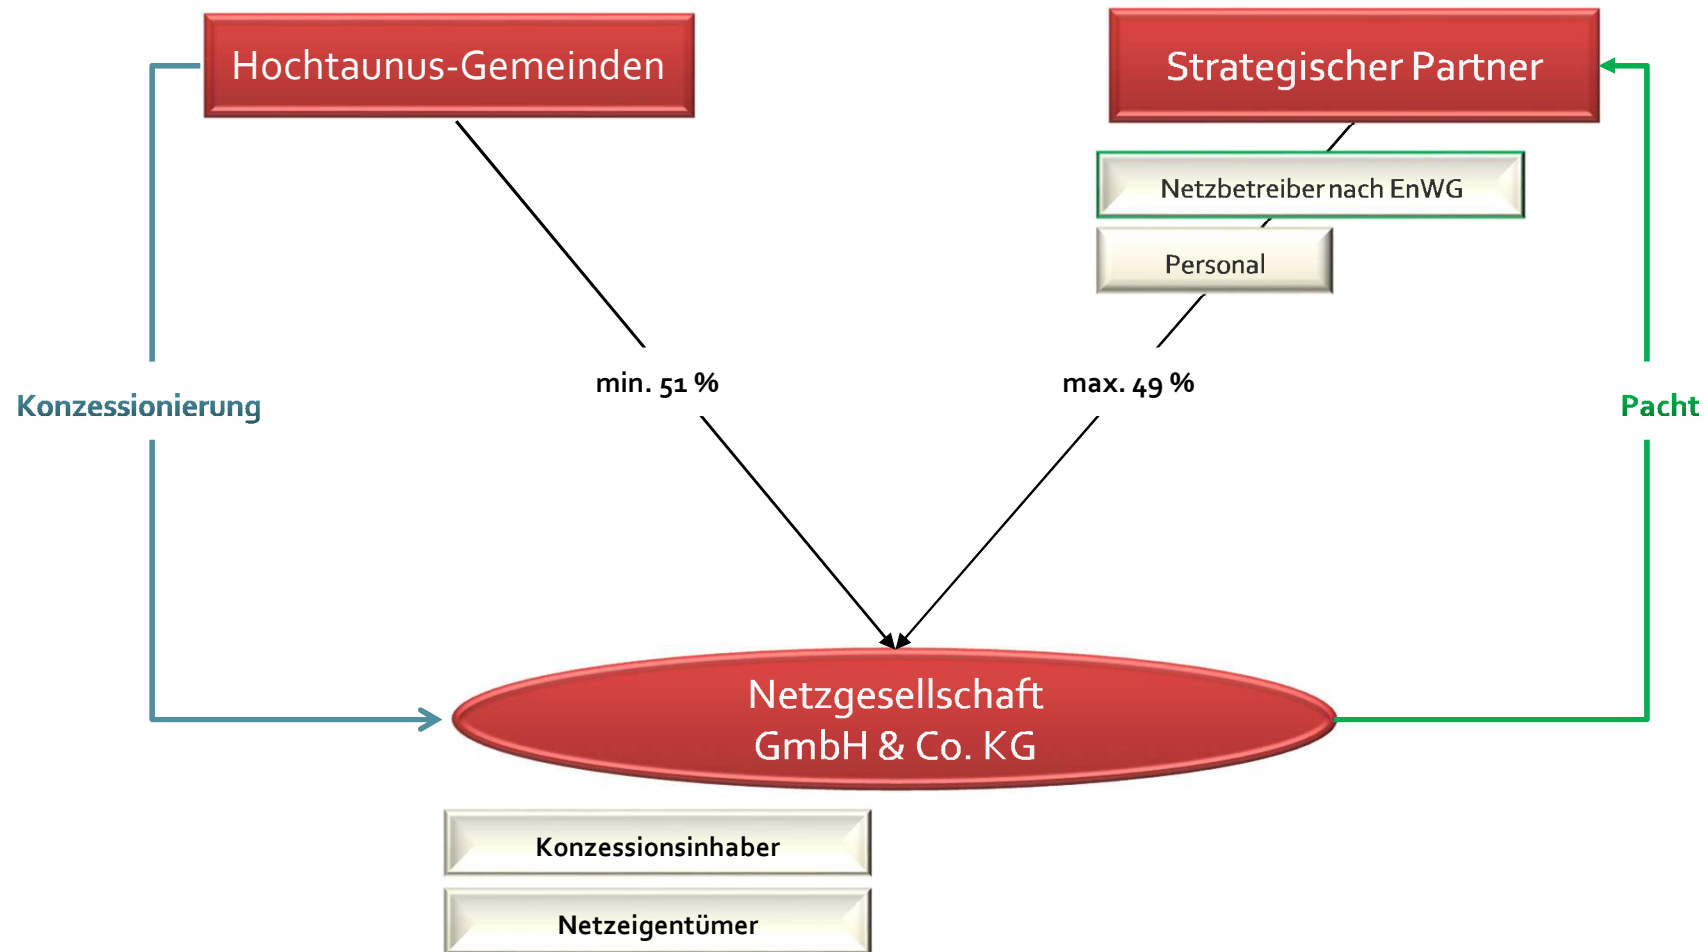 Hochtaunus-Gemeinden
Strategischer Partner
Netzbetreiber nach EnWG
Personal
min. 51 %
max. 49 %
Konzessionierung
Pacht
Netzgesellschaft
GmbH & Co. KG
Konzessionsinhaber
Netzeigentümer